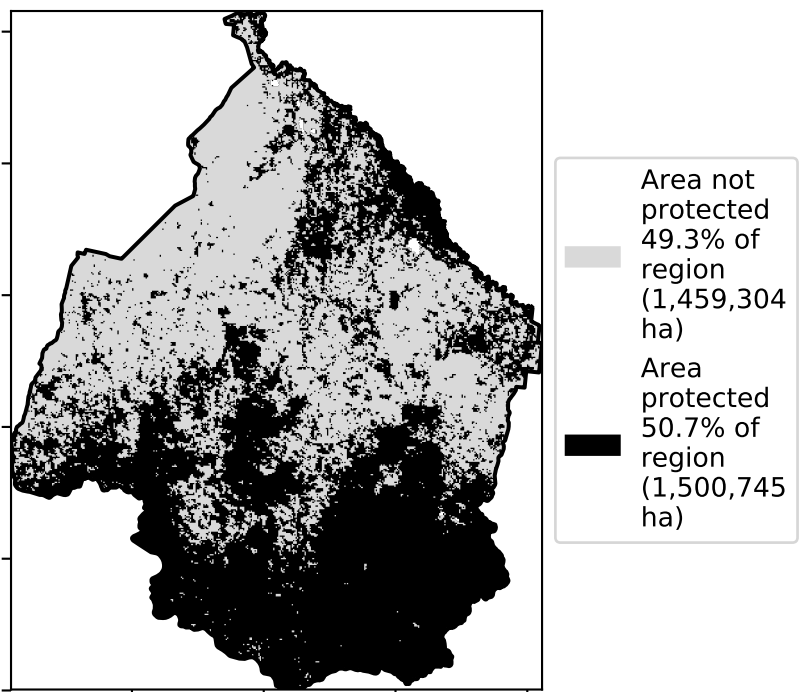 Area not
protected
49.3% of
region
(1,459,304
ha)
Area
protected
50.7% of
region
(1,500,745
ha)